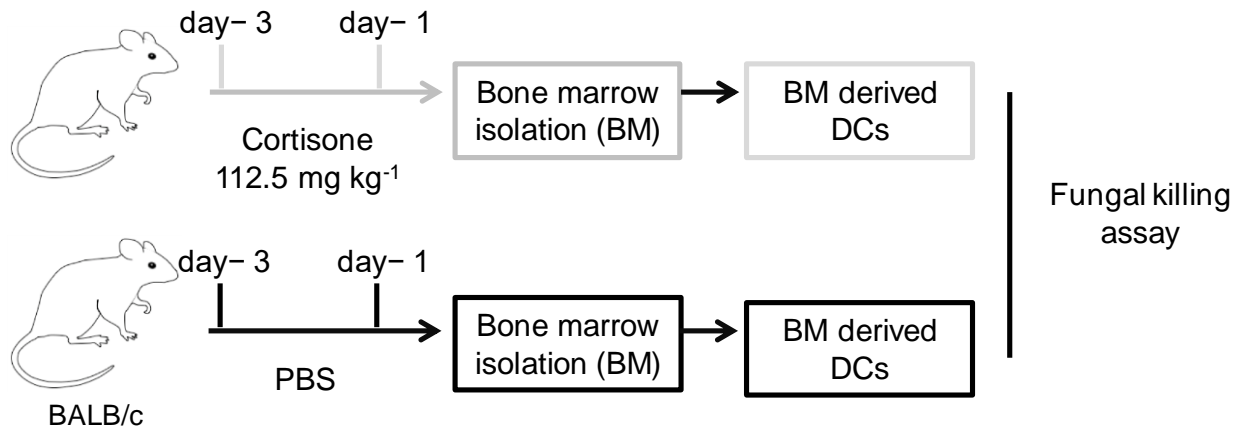 day− 3
day− 1
Cortisone
112.5 mg kg-1
Bone marrow
isolation (BM)
BM derived
DCs
day− 3
day− 1
PBS
Bone marrow
isolation (BM)
BM derived
DCs
BALB/c
Fungal killing
assay